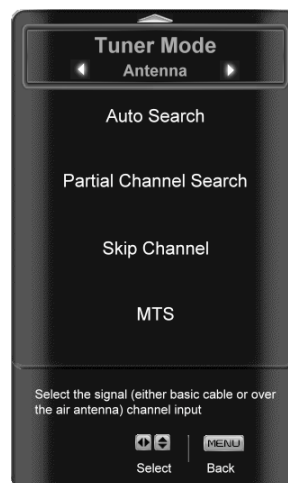 Tuner Mode
Antenna
Auto Search
Partial Channel Search
Skip Channel
MTS
Select the signal (either basic cable or over
the air antenna) channel input
MENU
Select Back